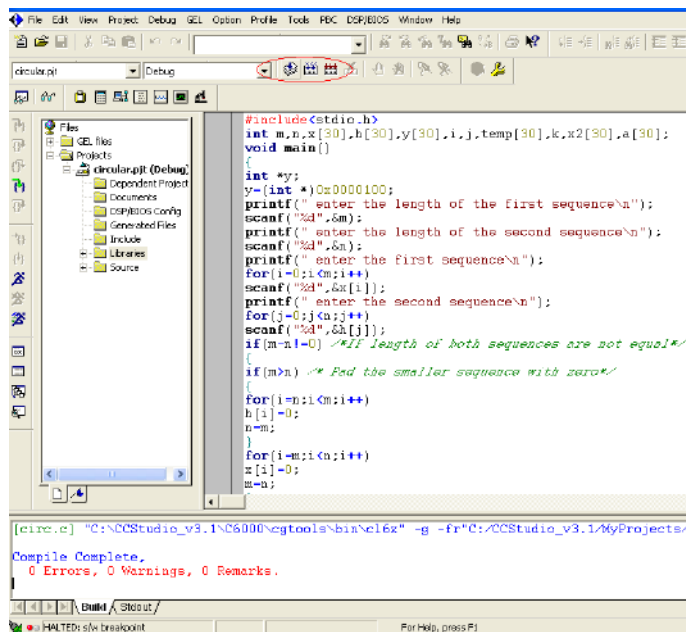 File Edit View Project Debug GEL Option Profile Tools PBC DSP/BIOS Window Help
circular.pjt Debug
Files
GEL files
Projects
circular.pjt (Debug)
Dependent Project
Documents
DSP/BIOS Config
Generated Files
Include
Libraries
Source
#include<stdio.h>
int m,n,x[30],h[30],y[30],i,j,temp[30],k,x2[30],a[30];
void main()
{
int *y;
y=(int *)0x0000100;
printf(" enter the length of the first sequence\n");
scanf("%d",&m);
printf(" enter the length of the second sequence\n");
scanf("%d",&n);
printf(" enter the first sequence\n");
for(i=0;i<m;i++)
scanf("%d",&x[i]);
printf(" enter the second sequence\n");
for(j=0;j<n;j++)
scanf("%d",&h[j]);
if(m-n!=0) /*If length of both sequences are not equal*/
{
if(m>n) /* Pad the smaller sequence with zero*/
{
for(i=n;i<m;i++)
h[i]=0;
n=m;
}
for(i=m;i<n;i++)
x[i]=0;
m=n;
[circ.c] "C:\CCStudio_v3.1\C6000\cgtools\bin\cl6x" -g -fr"C:/CCStudio_v3.1/MyProjects/
Compile Complete,
0 Errors, 0 Warnings, 0 Remarks.
Build Stdout
HALTED: s/w breakpoint For Help, press F1